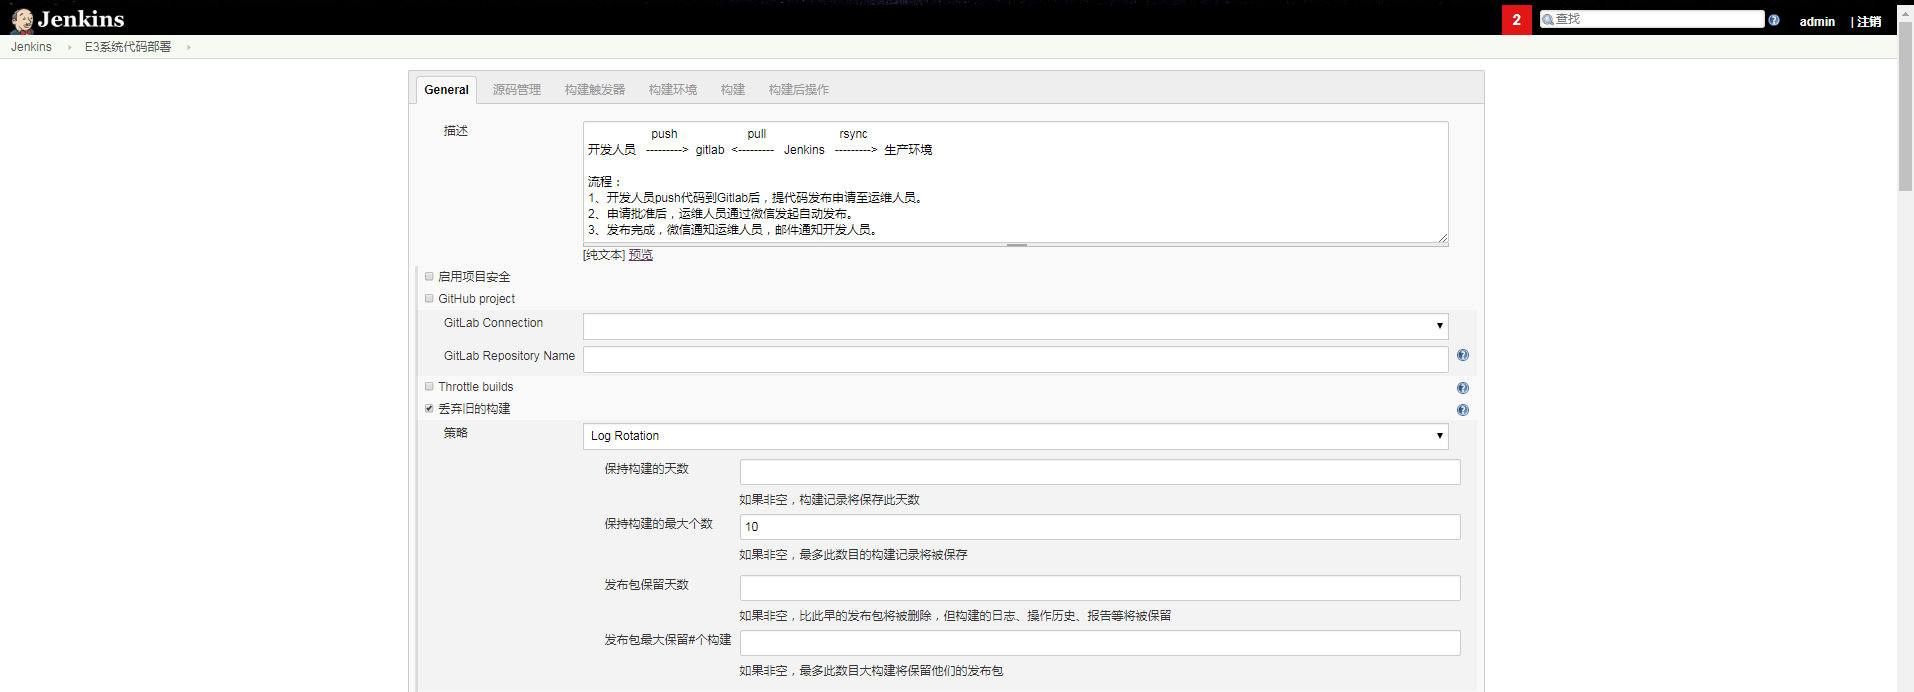 Jenkins
2
查找
admin
| 注销
Jenkins
E3系统代码部署
General 源码管理 构建触发器 构建环境 构建 构建后操作
描述
push pull rsync
开发人员 ---------> gitlab <--------- Jenkins ---------> 生产环境
流程：
1、开发人员push代码到Gitlab后，提代码发布申请至运维人员。
2、申请批准后，运维人员通过微信发起自动发布。
3、发布完成，微信通知运维人员，邮件通知开发人员。
[纯文本] 预览
启用项目安全
GitHub project
GitLab Connection
GitLab Repository Name
Throttle builds
丢弃旧的构建
策略
Log Rotation
保持构建的天数
如果非空，构建记录将保存此天数
保持构建的最大个数
10
如果非空，最多此数目的构建记录将被保存
发布包保留天数
如果非空，比此早的发布包将被删除，但构建的日志、操作历史、报告等将被保留
发布包最大保留#个构建
如果非空，最多此数目大构建将保留他们的发布包